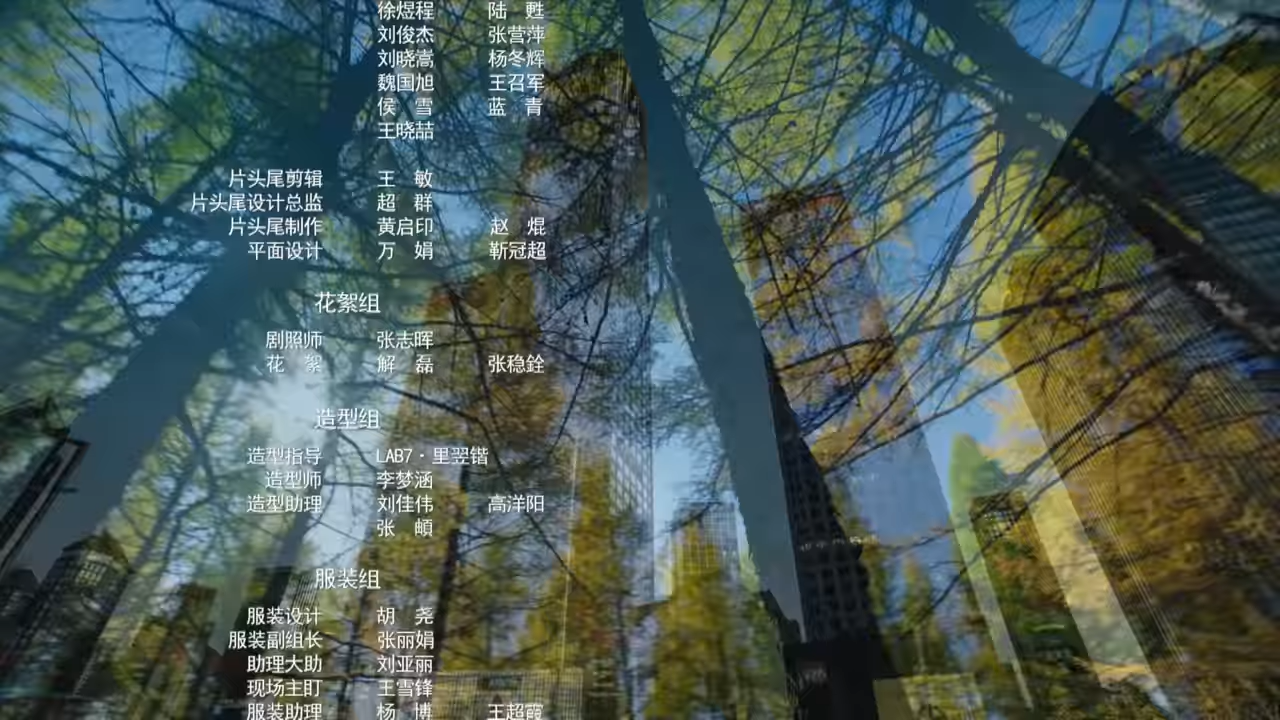 徐煜程 陆 甦
刘俊杰 张营萍
刘晓嵩 杨冬辉
魏国旭 王召军
侯 雪 蓝 青
王晓喆
片头尾剪辑 王 敏
片头尾设计总监 超 群
片头尾制作 黄启印 赵 焜
平面设计 万 娟 靳冠超
花絮组
剧照师 张志晖
花 絮 解 磊 张稳銓
造型组
造型指导 LAB7·里翌锴
造型师 李梦涵
造型助理 刘佳伟 高洋阳
张 頔
服装组
服装设计 胡 尧
服装副组长 张丽娟
助理大助 刘亚丽
现场主盯 王雪锋
服装助理 杨 博 王超霞